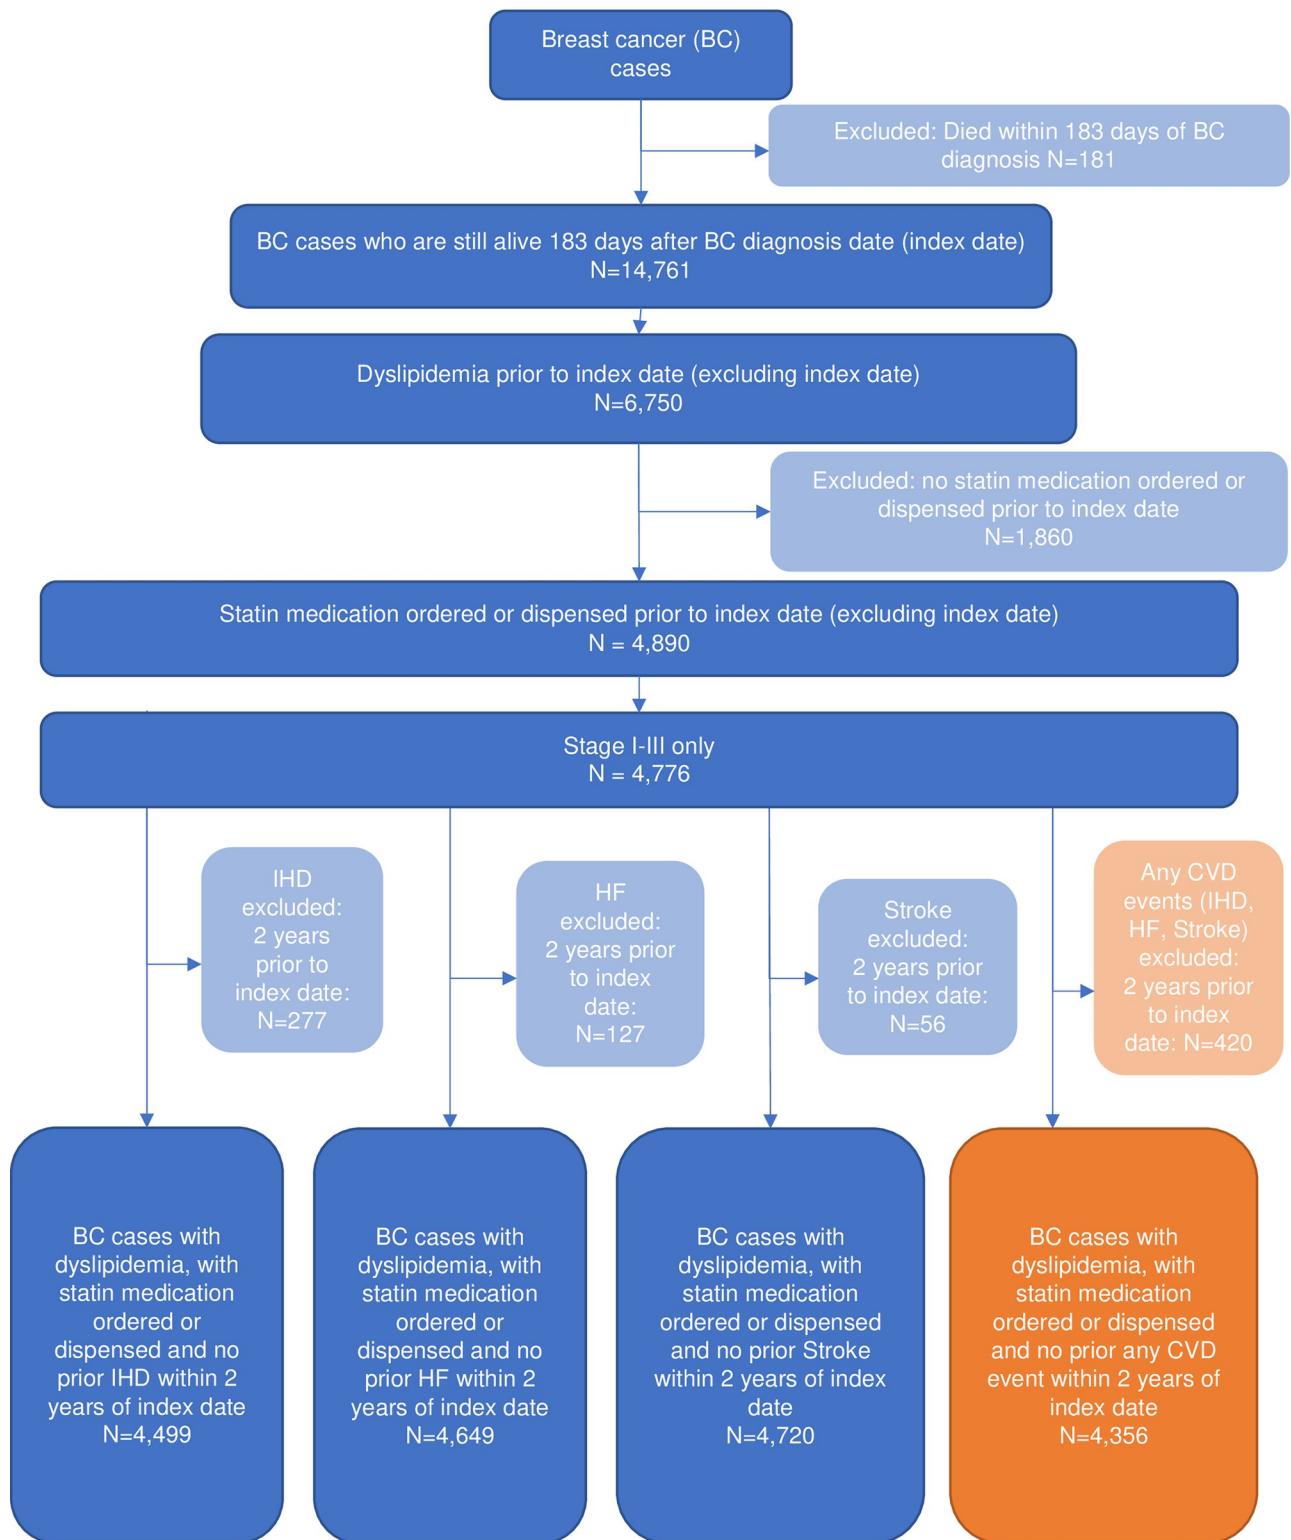 Breast cancer (BC)
cases
Excluded: Died within 183 days of BC
diagnosis N=181
BC cases who are still alive 183 days after BC diagnosis date (index date)
N=14,761
Dyslipidemia prior to index date (excluding index date)
N=6,750
Excluded: no statin medication ordered or
dispensed prior to index date
N=1,860
Statin medication ordered or dispensed prior to index date (excluding index date)
N = 4,890
Stage I-III only
N = 4,776
IHD
excluded:
2 years
prior to
index date:
N=277
HF
excluded:
2 years prior
to index
date:
N=127
Stroke
excluded:
2 years prior
to index date:
N=56
Any CVD
events (IHD,
HF, Stroke)
excluded:
2 years prior
to index
date: N=420
BC cases with
dyslipidemia, with
statin medication
ordered or
dispensed and no
prior IHD within 2
years of index date
N=4,499
BC cases with
dyslipidemia, with
statin medication
ordered or
dispensed and no
prior HF within 2
years of index date
N=4,649
BC cases with
dyslipidemia, with
statin medication
ordered or dispensed
and no prior Stroke
within 2 years of index
date
N=4,720
BC cases with
dyslipidemia, with
statin medication
ordered or dispensed
and no prior any CVD
event within 2 years of
index date
N=4,356